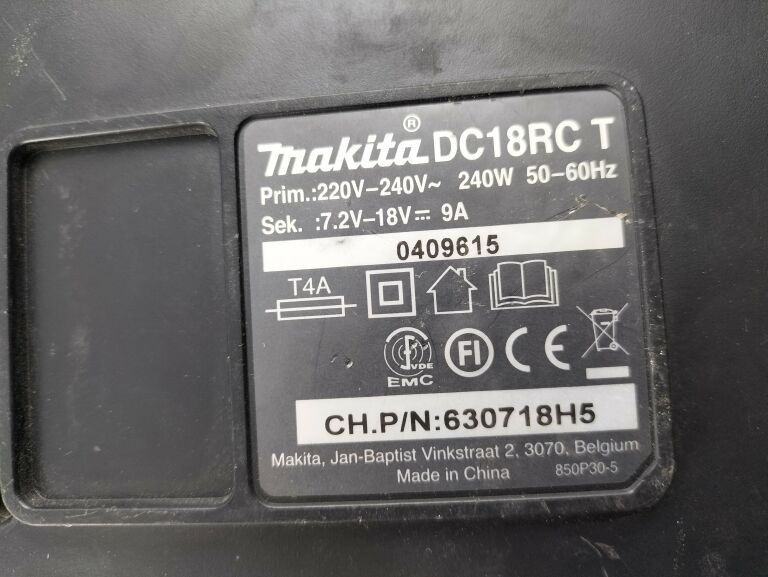 makita® DC18RC T
Prim.:220V–240V~ 240W 50–60Hz
Sek. :7.2V–18V⎓ 9A
0409615
T4A
VDE
EMC
FI
CE
CH.P/N:630718H5
Makita, Jan-Baptist Vinkstraat 2, 3070, Belgium
Made in China 850P30-5